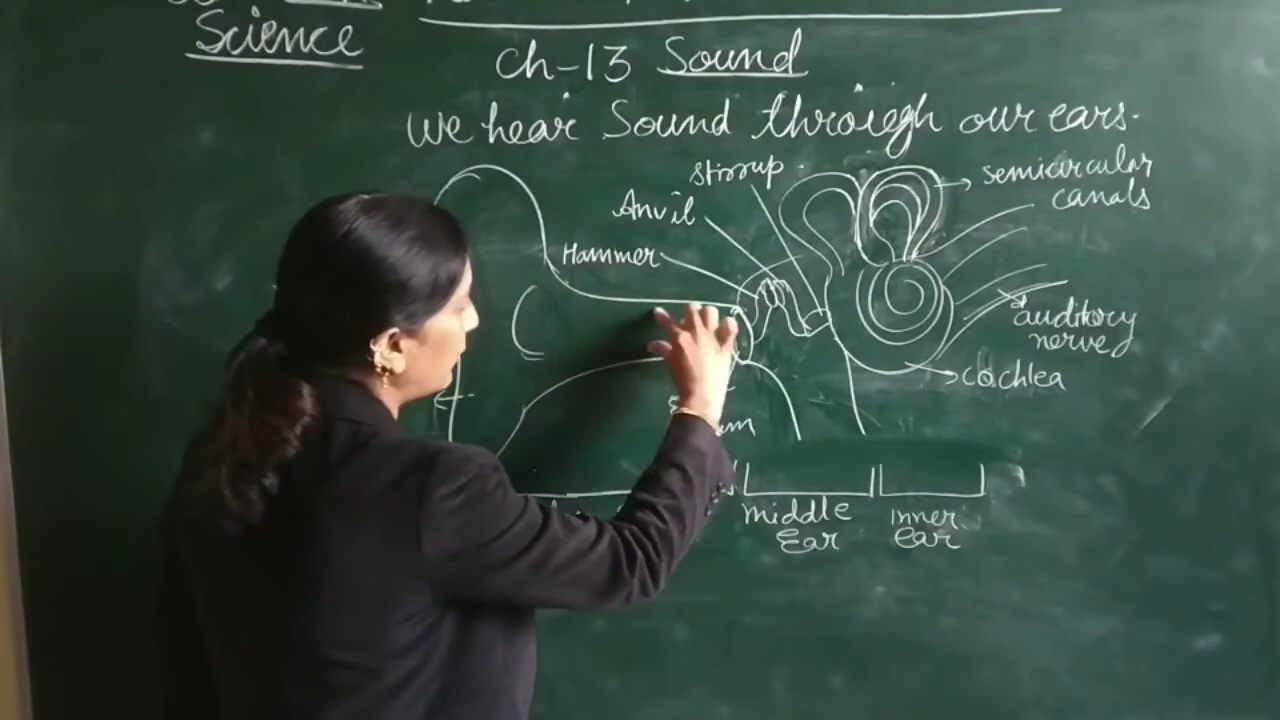 Science
Ch-13 Sound
We hear Sound through our ears.
Stirrup
Anvil
Hammer
semicircular
canals
auditory
nerve
cochlea
middle
Ear
inner
ear